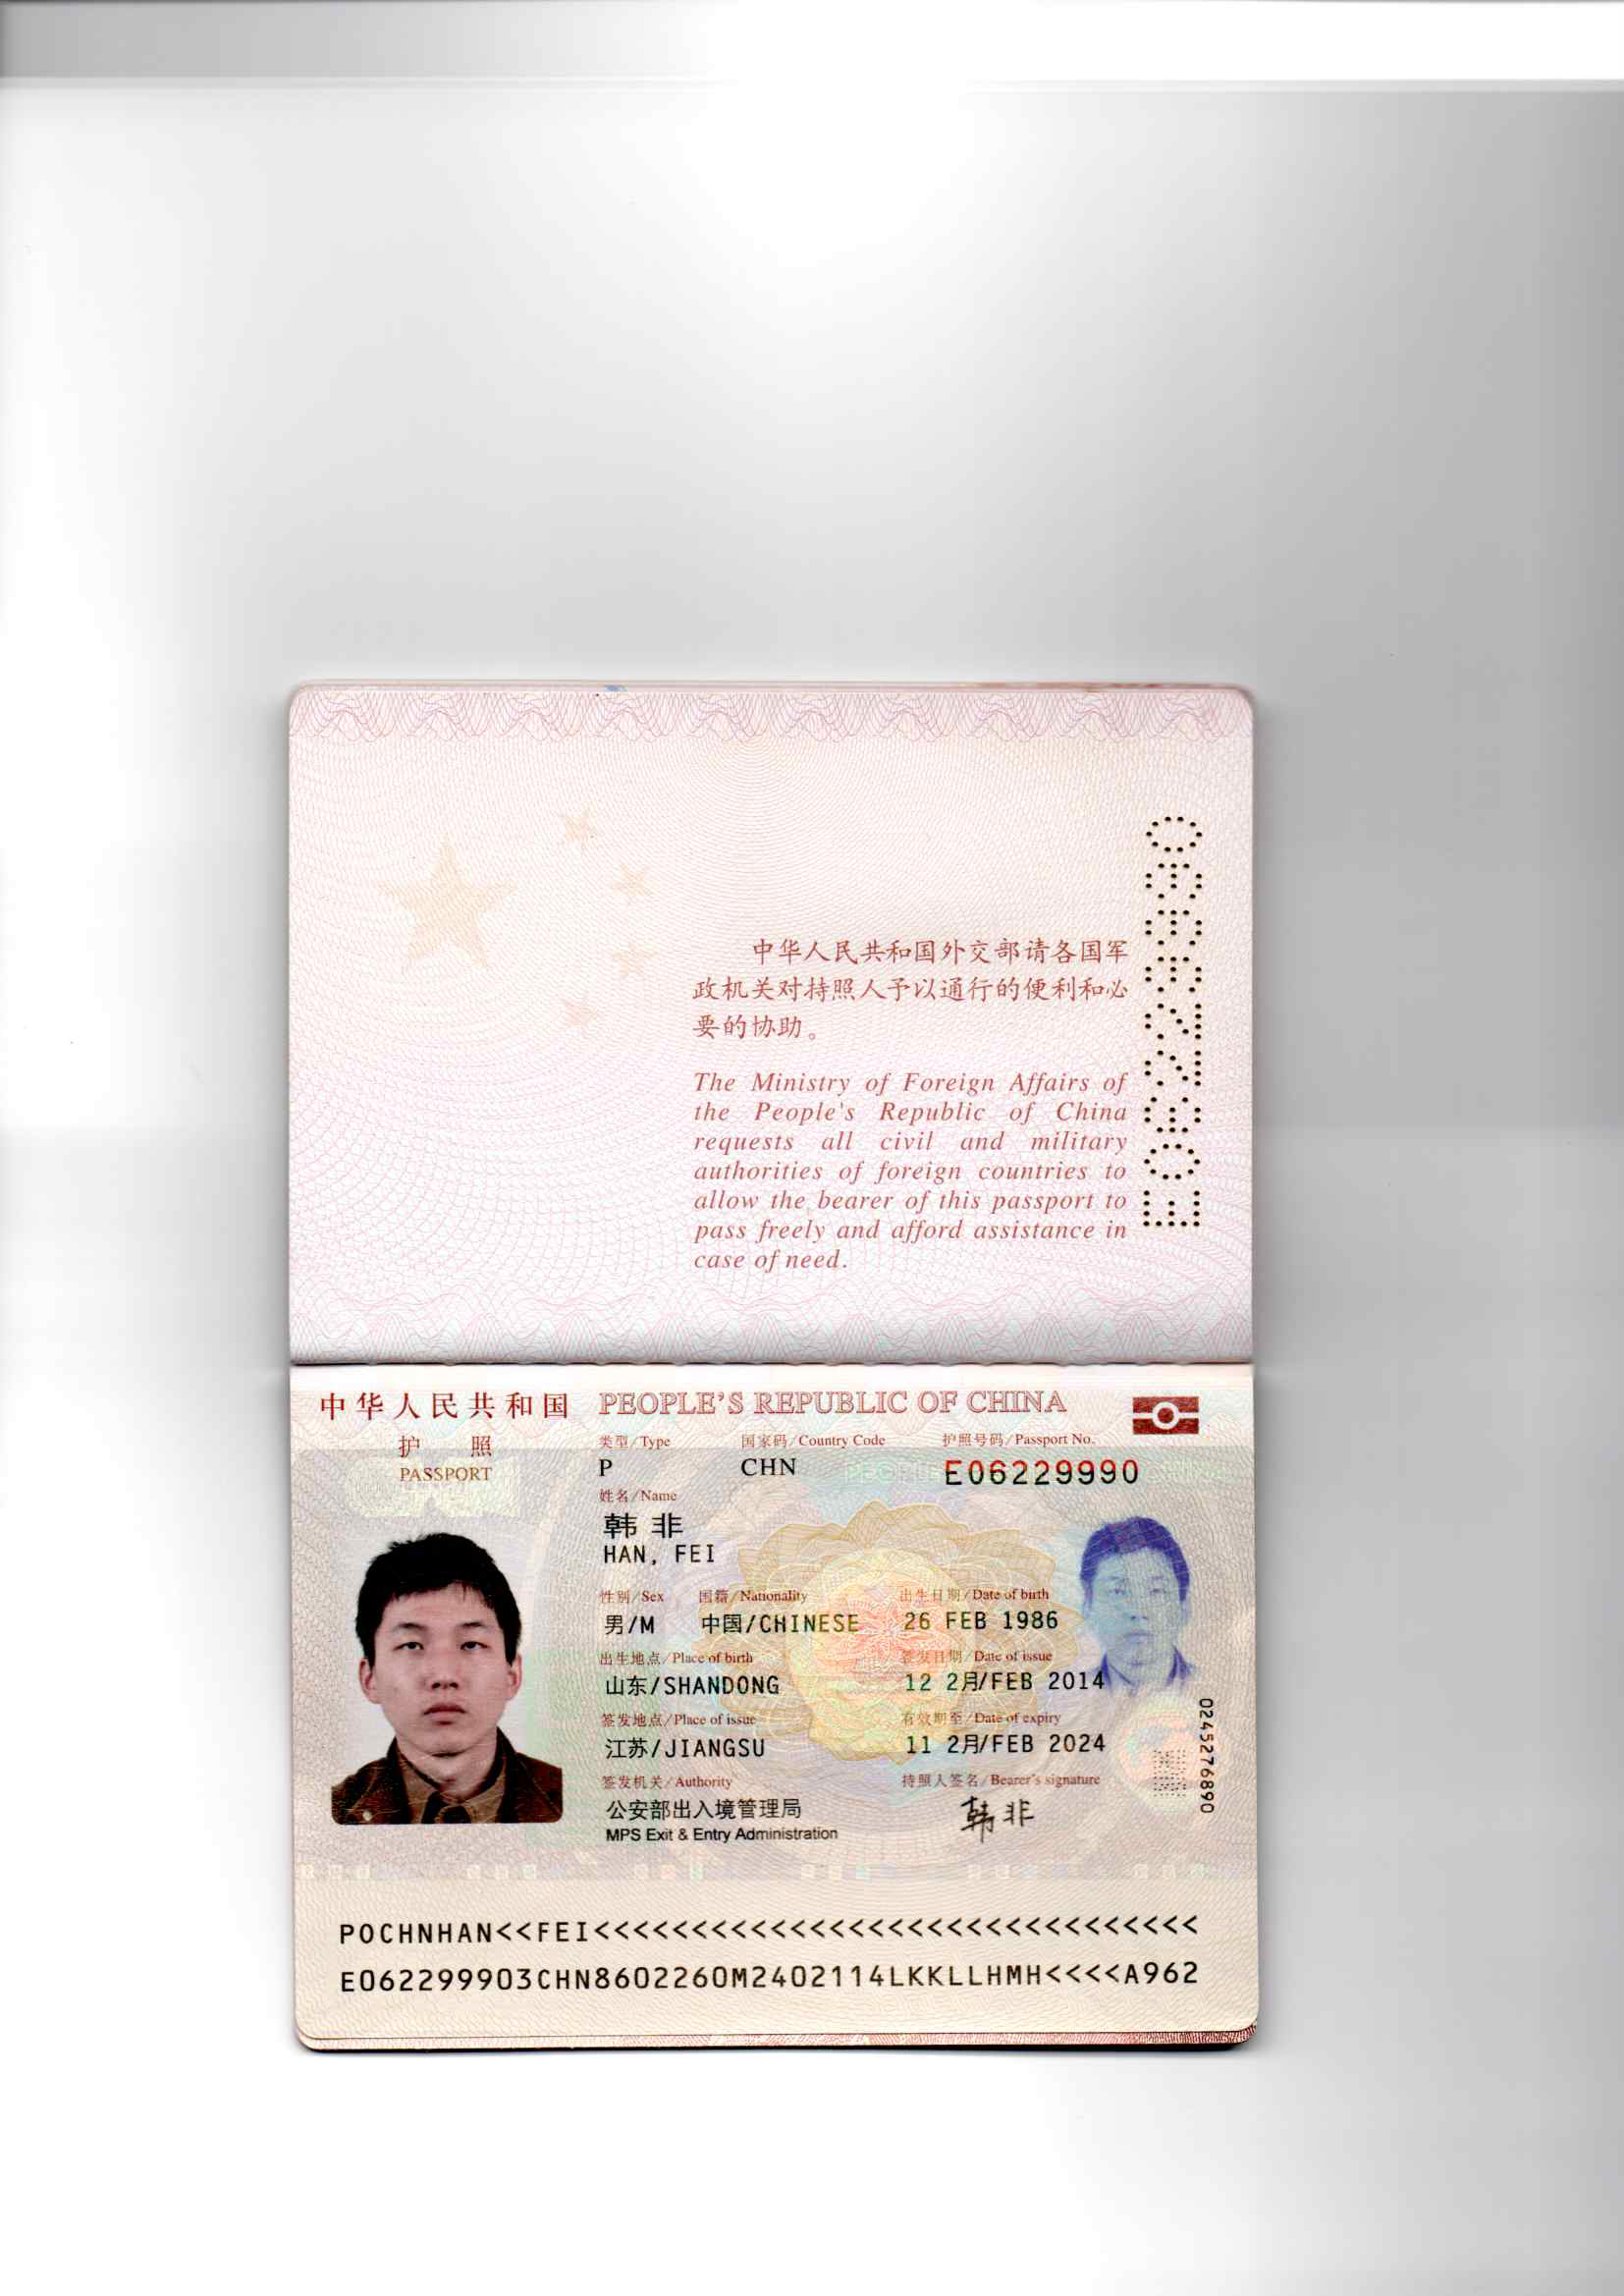 中华人民共和国外交部请各国军
政机关对持照人予以通行的便利和必
要的协助。
The Ministry of Foreign Affairs of
the People's Republic of China
requests all civil and military
authorities of foreign countries to
allow the bearer of this passport to
pass freely and afford assistance in
case of need.
E06229990
中华人民共和国 PEOPLE'S REPUBLIC OF CHINA
护 照
PASSPORT
类型/Type 国家码/Country Code 护照号码/Passport No.
P CHN E06229990
姓名/Name
韩 非
HAN, FEI
性别/Sex 国籍/Nationality 出生日期/Date of birth
男/M 中国/CHINESE 26 FEB 1986
出生地点/Place of birth 签发日期/Date of issue
山东/SHANDONG 12 2月/FEB 2014
签发地点/Place of issue 有效期至/Date of expiry
江苏/JIANGSU 11 2月/FEB 2024
签发机关/Authority 持照人签名/Bearer's signature
公安部出入境管理局 韩非
MPS Exit & Entry Administration
0245276890
POCHNHAN<<FEI<<<<<<<<<<<<<<<<<<<<<<<<<<<<<<<
E062299903CHN8602260M2402114LKKLLHMH<<<<A962